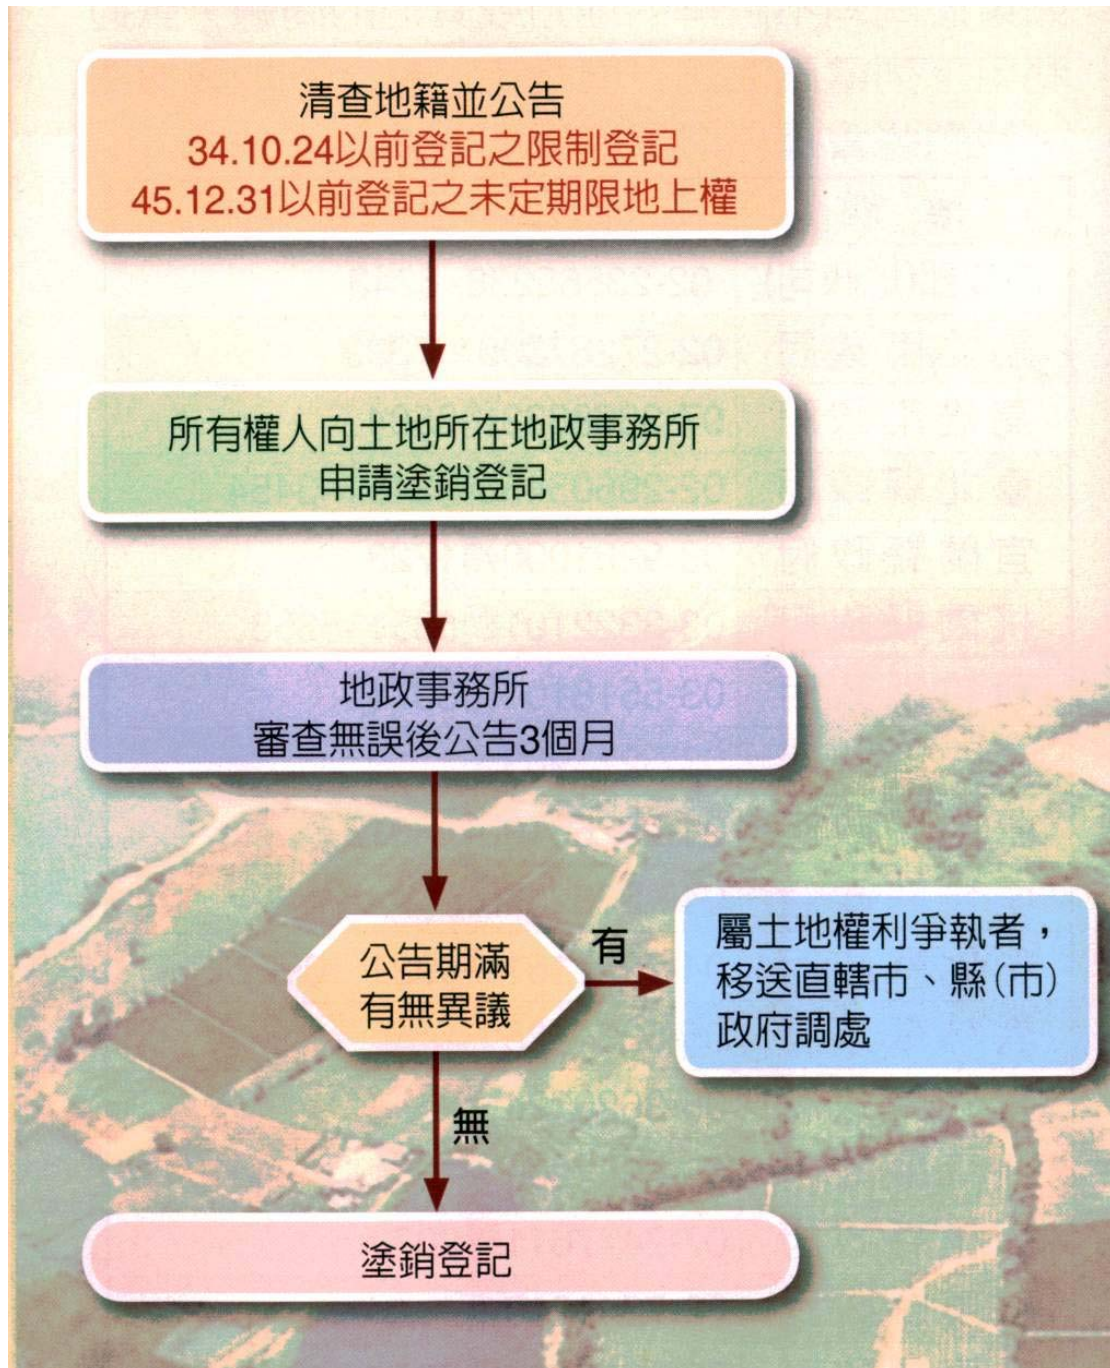 清查地籍並公告
34.10.24以前登記之限制登記
45.12.31以前登記之未定期限地上權
所有權人向土地所在地政事務所
申請塗銷登記
地政事務所
審查無誤後公告3個月
公告期滿
有無異議
有
屬土地權利爭執者，
移送直轄市、縣(市)
政府調處
無
塗銷登記